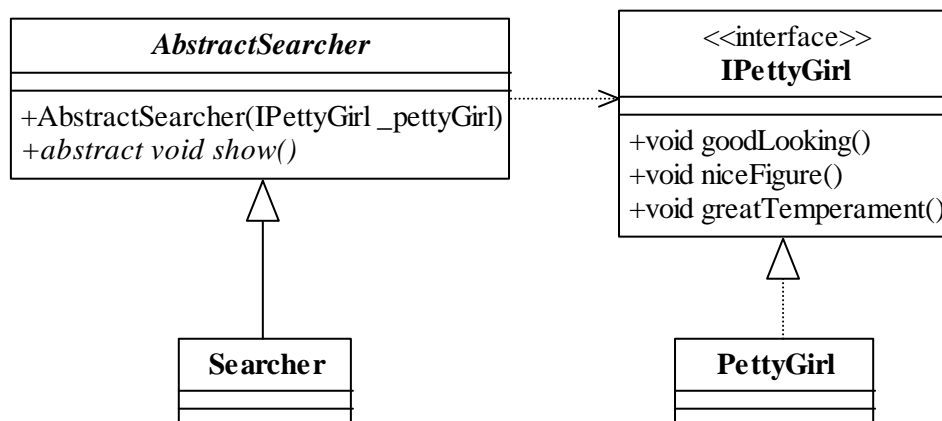 AbstractSearcher
+AbstractSearcher(IPettyGirl _pettyGirl)
+abstract void show()
<<interface>>
IPettyGirl
+void goodLooking()
+void niceFigure()
+void greatTemperament()
Searcher
PettyGirl